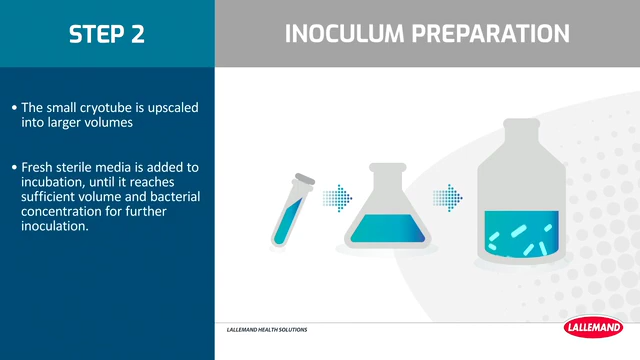 STEP 2
INOCULUM PREPARATION
• The small cryotube is upscaled
into larger volumes
• Fresh sterile media is added to
incubation, until it reaches
sufficient volume and bacterial
concentration for further
inoculation.
LALLEMAND HEALTH SOLUTIONS
LALLEMAND